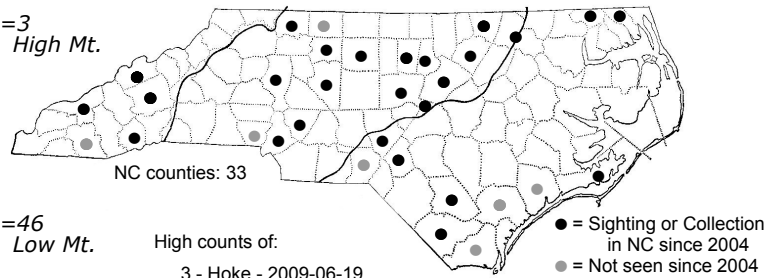 =3
High Mt.
NC counties: 33
=46
Low Mt.
High counts of:
3 - Hoke - 2009-06-19
● = Sighting or Collection
in NC since 2004
● = Not seen since 2004